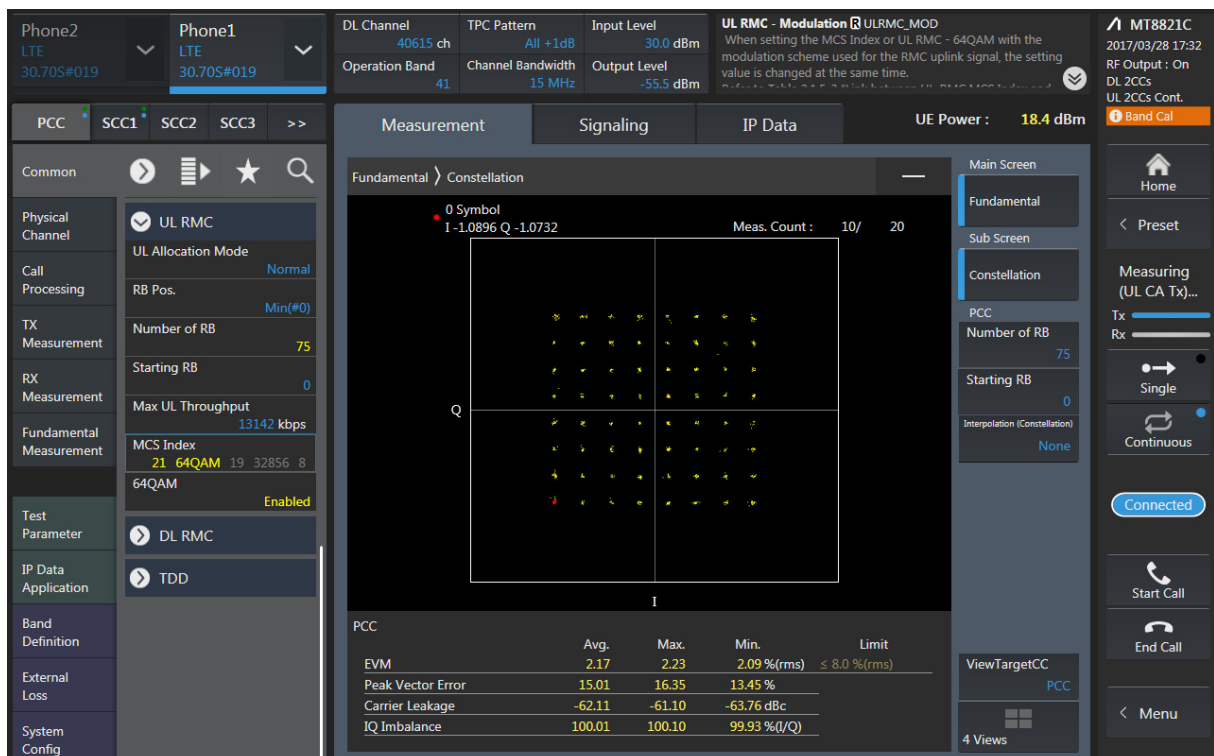 Phone2
LTE
30.70S#019
Phone1
LTE
30.70S#019
DL Channel
40615 ch
TPC Pattern
All +1dB
Input Level
30.0 dBm
Operation Band
41
Channel Bandwidth
15 MHz
Output Level
-55.5 dBm
UL RMC - Modulation R ULRMC_MOD
When setting the MCS Index or UL RMC - 64QAM with the
modulation scheme used for the RMC uplink signal, the setting
value is changed at the same time.
MT8821C
2017/03/28 17:32
RF Output : On
DL 2CCs
UL 2CCs Cont.
Band Cal
PCC SCC1 SCC2 SCC3 >>
Measurement Signaling IP Data
UE Power : 18.4 dBm
Common
Physical
Channel
Call
Processing
TX
Measurement
RX
Measurement
Fundamental
Measurement
Test
Parameter
IP Data
Application
Band
Definition
External
Loss
System
Config
UL RMC
UL Allocation Mode
Normal
RB Pos.
Min(#0)
Number of RB
75
Starting RB
0
Max UL Throughput
13142 kbps
MCS Index
21 64QAM 19 32856 8
64QAM
Enabled
DL RMC
TDD
Fundamental 〉 Constellation
0 Symbol
I -1.0896 Q -1.0732
Meas. Count : 10/ 20
Q
I
PCC
Avg. Max. Min. Limit
EVM 2.17 2.23 2.09 %(rms) ≤ 8.0 %(rms)
Peak Vector Error 15.01 16.35 13.45 %
Carrier Leakage -62.11 -61.10 -63.76 dBc
IQ Imbalance 100.01 100.10 99.93 %(I/Q)
Main Screen
Fundamental
Sub Screen
Constellation
PCC
Number of RB
75
Starting RB
0
Interpolation (Constellation)
None
ViewTargetCC
PCC
4 Views
Home
< Preset
Measuring
(UL CA Tx)...
Tx
Rx
Single
Continuous
Connected
Start Call
End Call
< Menu